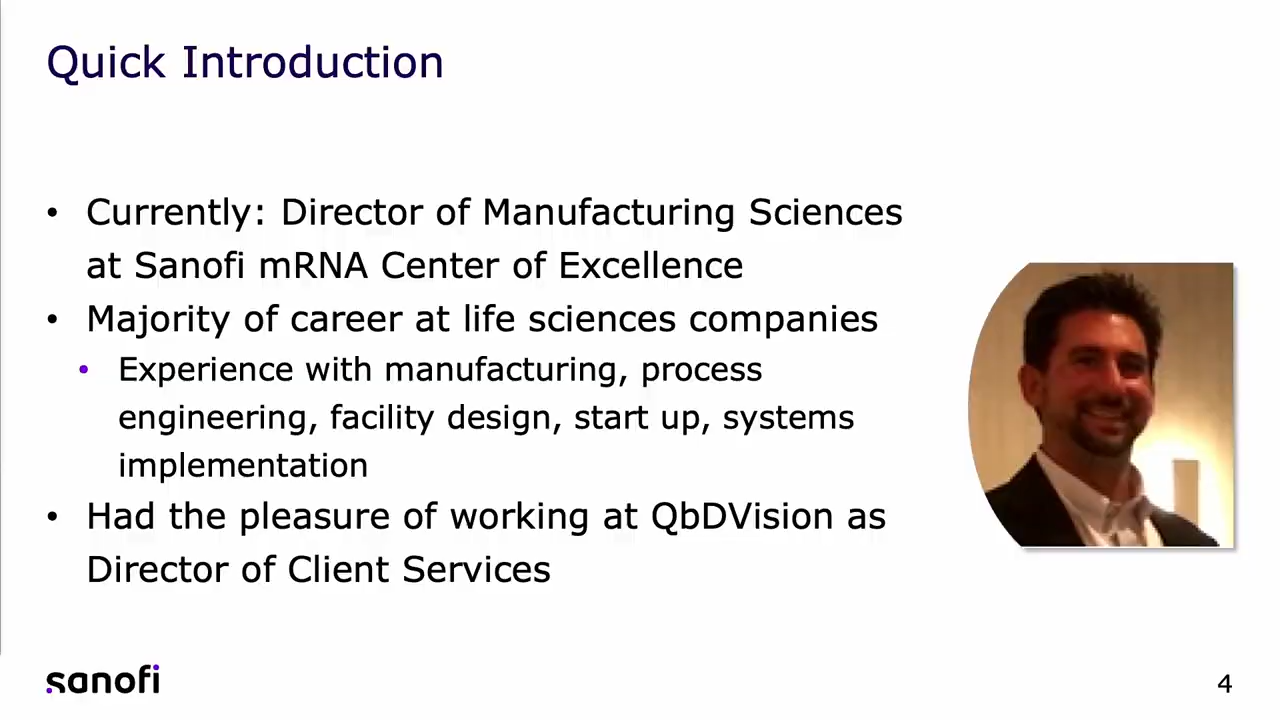 Quick Introduction
• Currently: Director of Manufacturing Sciences
at Sanofi mRNA Center of Excellence
• Majority of career at life sciences companies
• Experience with manufacturing, process
engineering, facility design, start up, systems
implementation
• Had the pleasure of working at QbDVision as
Director of Client Services
sanofi
4